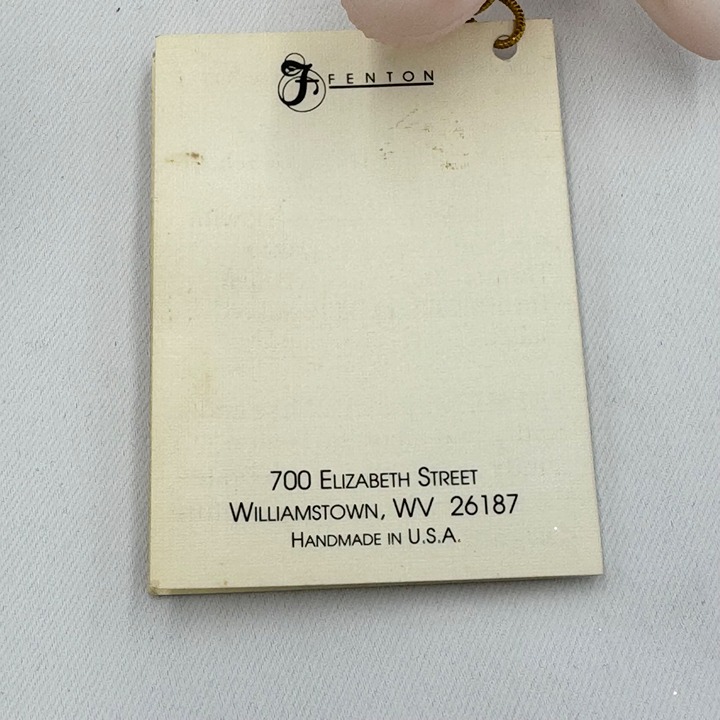 F FENTON
700 Elizabeth Street
Williamstown, WV 26187
Handmade in U.S.A.